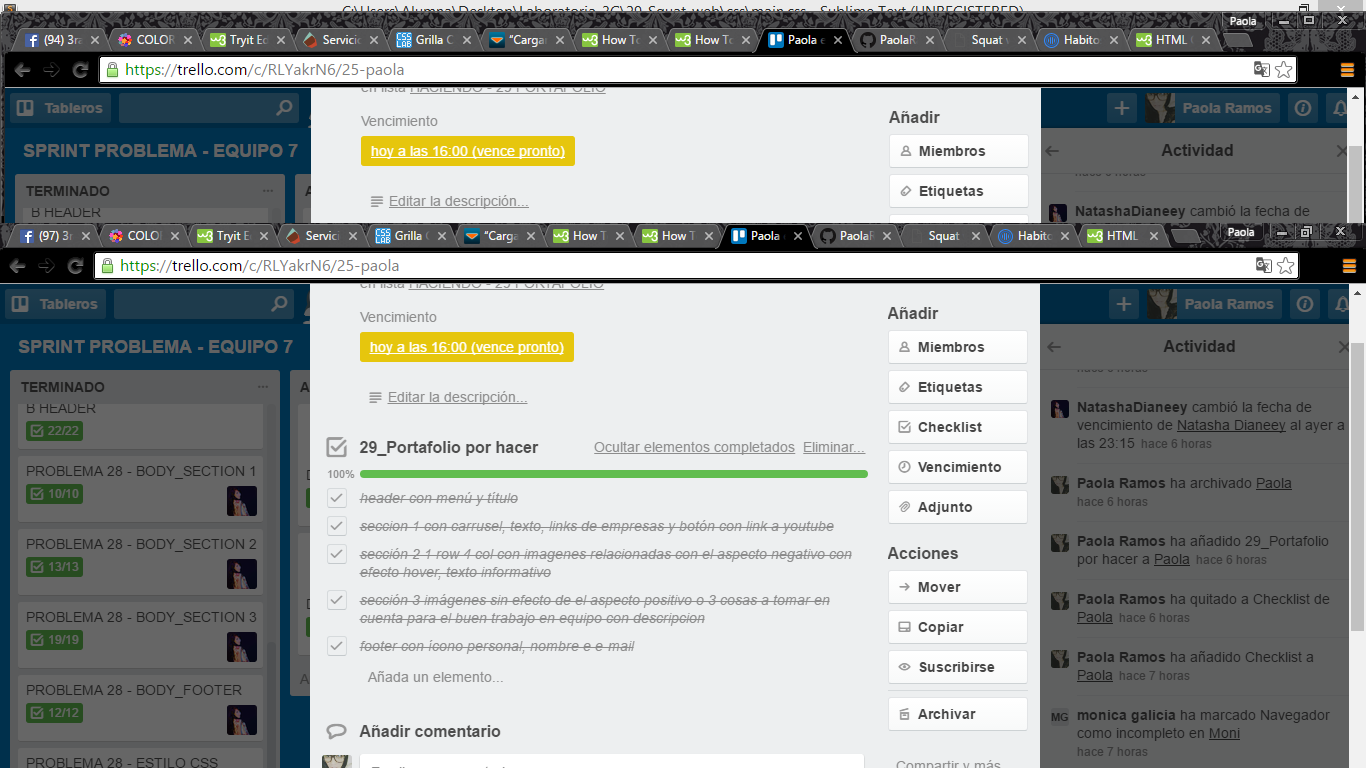 C:\Users\Alumna\Desktop\Laboratoria_3C\29_Squat_web\css\main.css - Sublime Text (UNREGISTERED)
Paola
(94) 3ra COLOR Tryit Ed Servicio Grilla C "Cargar How To How To Paola e PaolaR Squat Habito HTML
https://trello.com/c/RLYakrN6/25-paola
Tableros
Paola Ramos
en lista HACIENDO - 29 PORTAFOLIO
Vencimiento
Añadir
hoy a las 16:00 (vence pronto)
Miembros
SPRINT PROBLEMA - EQUIPO 7
Actividad
TERMINADO
Etiquetas
Editar la descripción...
B HEADER
hace 6 horas
NatashaDianeey cambió la fecha de
(97) 3r COLOR Tryit E Servici Grilla "Carga How T How T Paola PaolaR Squat Habit HTML
Paola
https://trello.com/c/RLYakrN6/25-paola
Tableros
Paola Ramos
en lista HACIENDO - 29 PORTAFOLIO
Vencimiento
Añadir
hoy a las 16:00 (vence pronto)
Miembros
SPRINT PROBLEMA - EQUIPO 7
Actividad
TERMINADO
Etiquetas
Editar la descripción...
hace 6 horas
B HEADER
22/22
PROBLEMA 28 - BODY_SECTION 1
10/10
PROBLEMA 28 - BODY_SECTION 2
13/13
PROBLEMA 28 - BODY_SECTION 3
19/19
PROBLEMA 28 - BODY_FOOTER
12/12
PROBLEMA 28 - ESTILO CSS
29_Portafolio por hacer
Ocultar elementos completados Eliminar...
100%
header con menú y título
seccion 1 con carrusel, texto, links de empresas y botón con link a youtube
sección 2 1 row 4 col con imagenes relacionadas con el aspecto negativo con
efecto hover, texto informativo
sección 3 imágenes sin efecto de el aspecto positivo o 3 cosas a tomar en
cuenta para el buen trabajo en equipo con descripcion
footer con ícono personal, nombre e e-mail
Añada un elemento...
Añadir comentario
Checklist
Vencimiento
Adjunto
Acciones
Mover
Copiar
Suscribirse
Archivar
Compartir y más
NatashaDianeey cambió la fecha de
vencimiento de Natasha Dianeey al ayer a
las 23:15 hace 6 horas
Paola Ramos ha archivado Paola
hace 6 horas
Paola Ramos ha añadido 29_Portafolio
por hacer a Paola hace 6 horas
Paola Ramos ha quitado a Checklist de
Paola hace 6 horas
Paola Ramos ha añadido Checklist a
Paola hace 7 horas
MG
monica galicia ha marcado Navegador
como incompleto en Moni
hace 7 horas